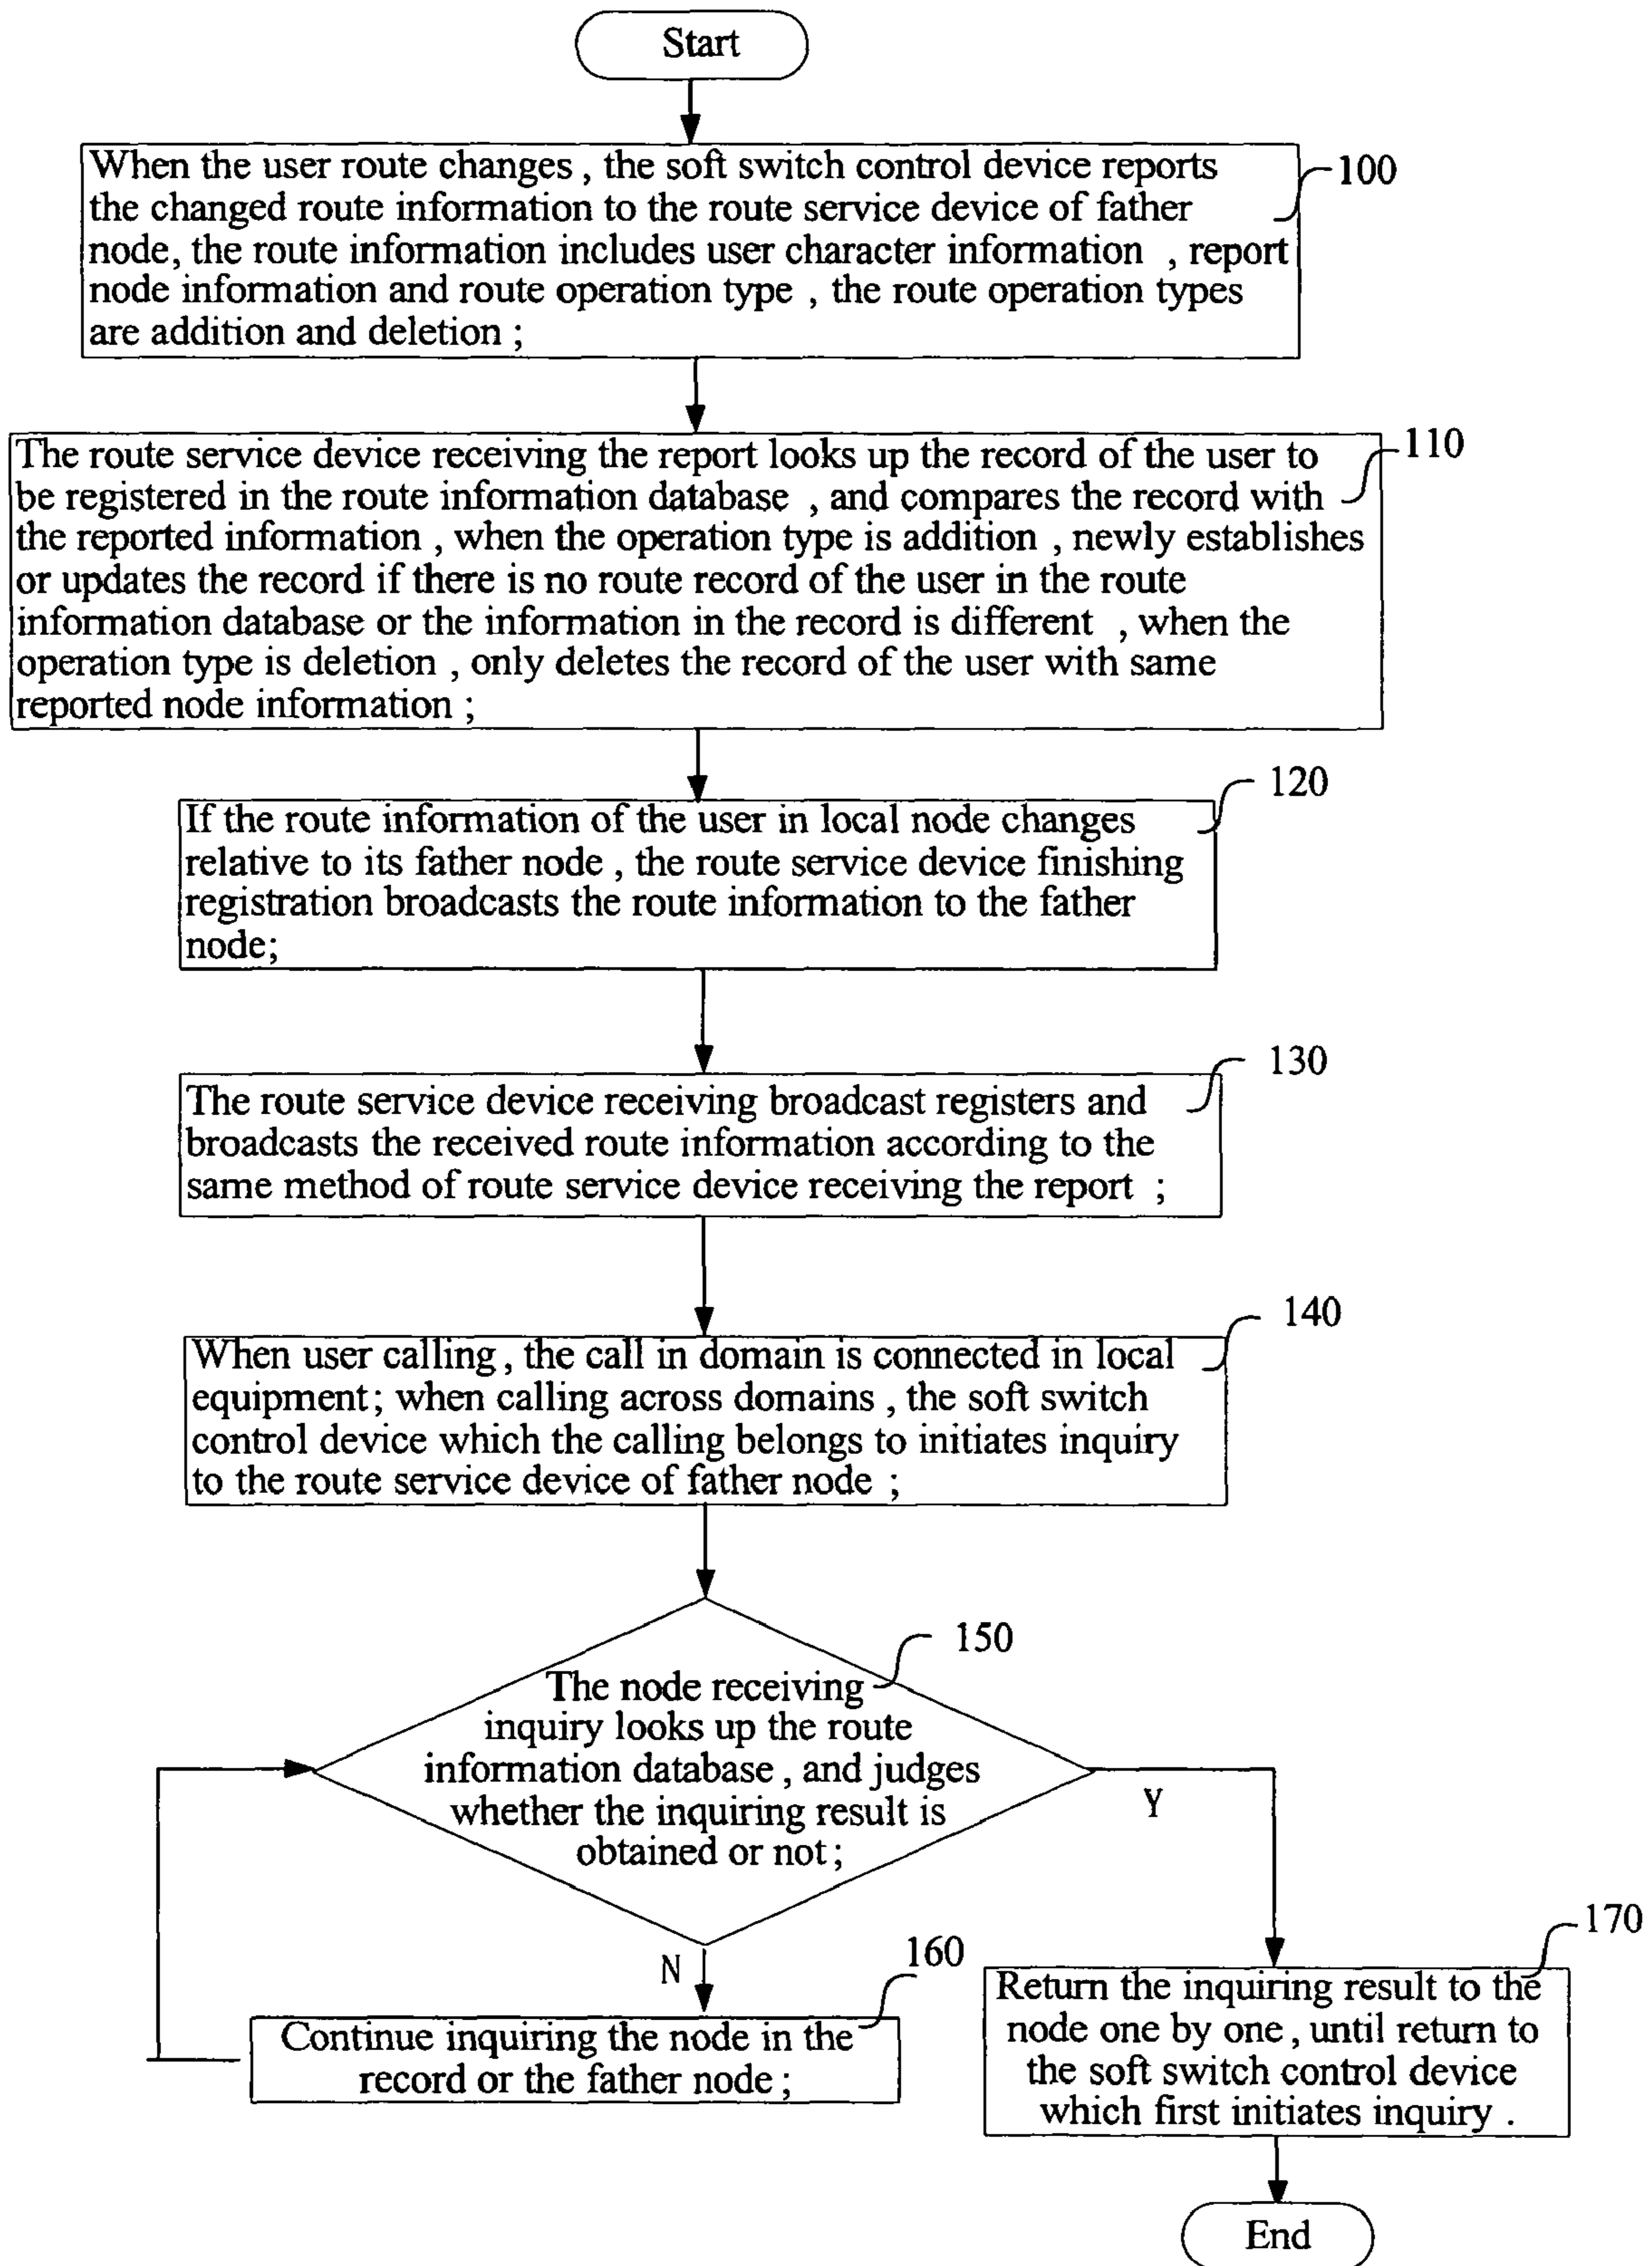 Start
When the user route changes , the soft switch control device reports
the changed route information to the route service device of father
node, the route information includes user character information , report
node information and route operation type , the route operation types
are addition and deletion ;
100
The route service device receiving the report looks up the record of the user to
be registered in the route information database , and compares the record with
the reported information , when the operation type is addition , newly establishes
or updates the record if there is no route record of the user in the route
information database or the information in the record is different , when the
operation type is deletion , only deletes the record of the user with same
reported node information ;
110
If the route information of the user in local node changes
relative to its father node , the route service device finishing
registration broadcasts the route information to the father
node;
120
The route service device receiving broadcast registers and
broadcasts the received route information according to the
same method of route service device receiving the report ;
130
When user calling , the call in domain is connected in local
equipment; when calling across domains , the soft switch
control device which the calling belongs to initiates inquiry
to the route service device of father node ;
140
The node receiving
inquiry looks up the route
information database , and judges
whether the inquiring result is
obtained or not ;
150
Y
N
Continue inquiring the node in the
record or the father node ;
160
Return the inquiring result to the
node one by one , until return to
the soft switch control device
which first initiates inquiry .
170
End